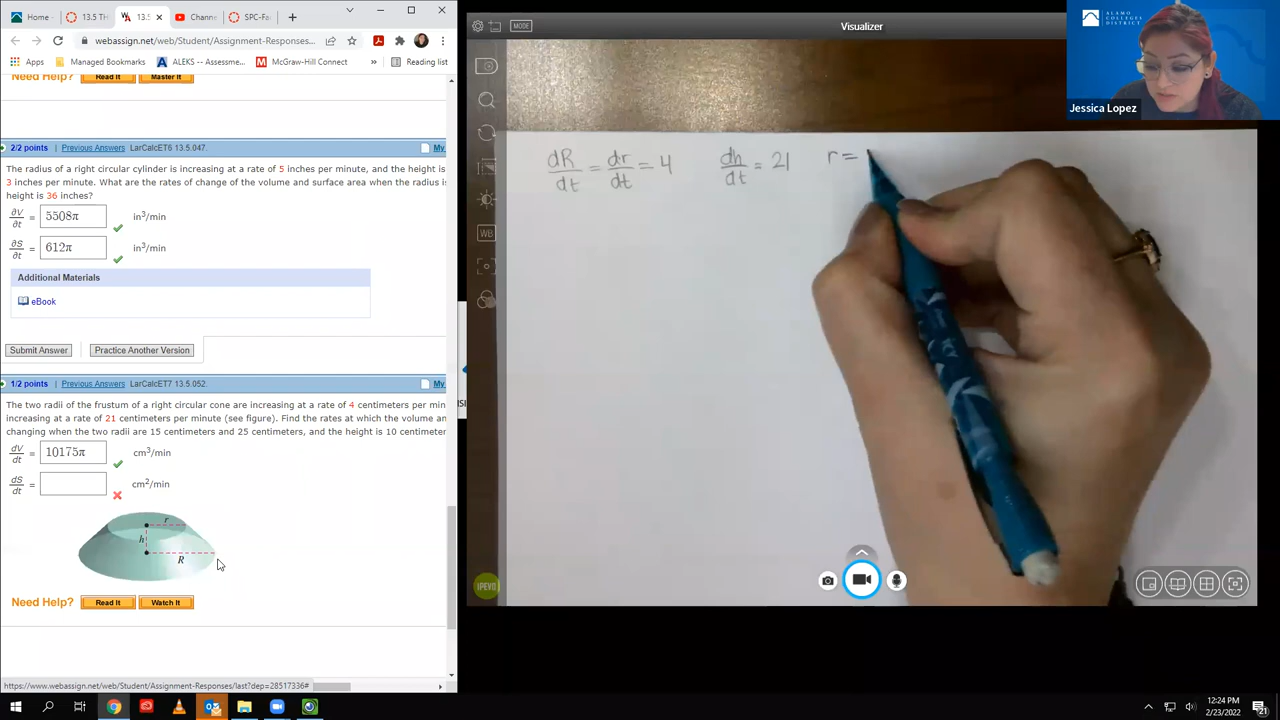 Home
13.5 TH
13.5
Chann
SPC-Fa
webassign.net/web/Student/Assignment-Responses...
Apps
Managed Bookmarks
ALEKS -- Assessme...
McGraw-Hill Connect
Reading list
Need Help?
Read It
Master It
2/2 points
Previous Answers
LarCalcET6 13.5.047.
My
The radius of a right circular cylinder is increasing at a rate of 5 inches per minute, and the height is
3 inches per minute. What are the rates of change of the volume and surface area when the radius is
height is 36 inches?
∂V/∂t = 5508π in³/min
∂S/∂t = 612π in²/min
Additional Materials
eBook
Submit Answer
Practice Another Version
1/2 points
Previous Answers
LarCalcET7 13.5.052.
My
The two radii of the frustum of a right circular cone are increasing at a rate of 4 centimeters per min
increasing at a rate of 21 centimeters per minute (see figure). Find the rates at which the volume an
changing when the two radii are 15 centimeters and 25 centimeters, and the height is 10 centimeter
dV/dt = 10175π cm³/min
dS/dt = cm²/min
r
h
R
Need Help?
Read It
Watch It
https://www.webassign.net/web/Student/Assignment-Responses/last?dep=28517336#
MODE
Visualizer
WB
IPEVO
dR/dt = dr/dt = 4
dh/dt = 21
r =
ALAMO
COLLEGES
DISTRICT
Jessica Lopez
12:24 PM
2/23/2022
21